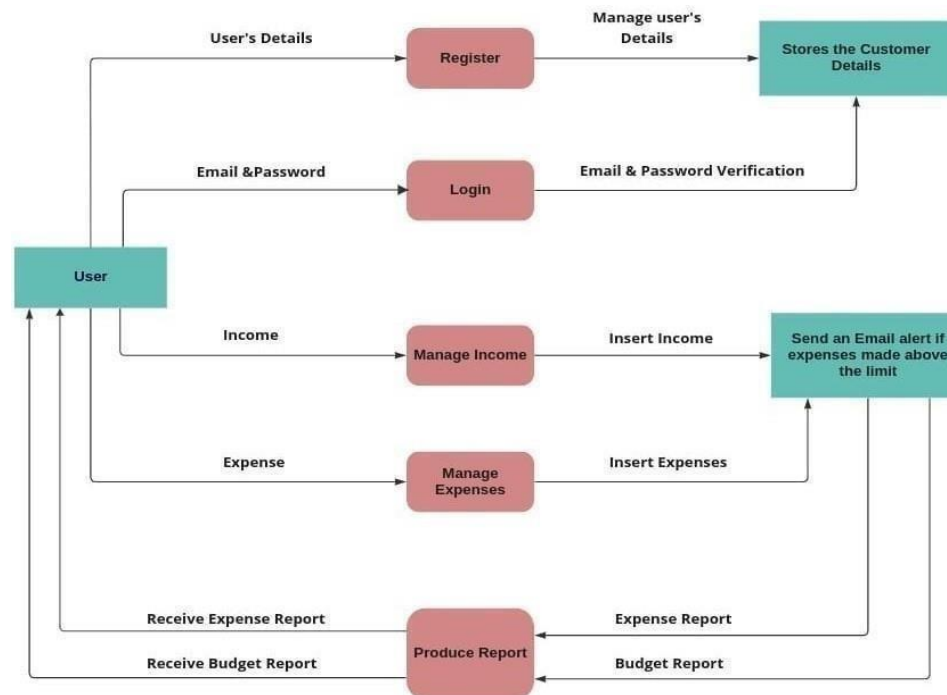 User's Details
Manage user's
Details
Register
Stores the Customer
Details
Email &Password
Login
Email & Password Verification
User
Income
Manage Income
Insert Income
Send an Email alert if
expenses made above
the limit
Expense
Manage
Expenses
Insert Expenses
Receive Expense Report
Expense Report
Produce Report
Receive Budget Report
Budget Report